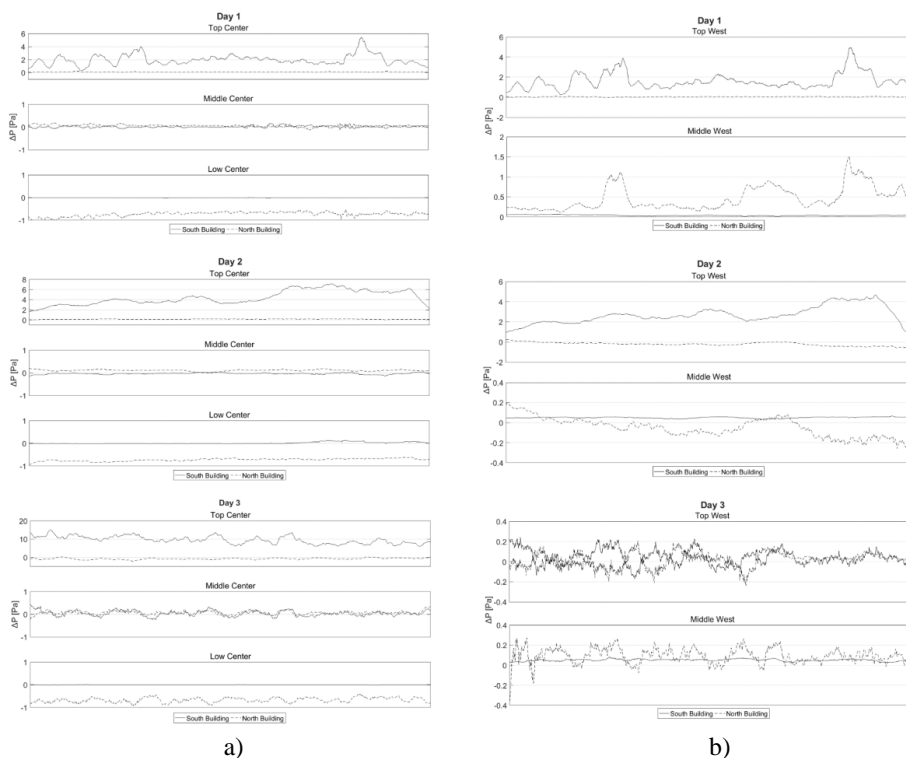 Day 1
Top Center
6
4
2
0
ΔP [Pa]
Middle Center
1
0
-1
Low Center
1
0
-1
South Building North Building
Day 2
Top Center
8
6
4
2
0
ΔP [Pa]
Middle Center
1
0
-1
Low Center
1
0
-1
South Building North Building
Day 3
Top Center
20
10
0
ΔP [Pa]
Middle Center
1
0
-1
Low Center
1
0
-1
South Building North Building
a)
Day 1
Top West
6
4
2
0
-2
ΔP [Pa]
Middle West
2
1.5
1
0.5
0
South Building North Building
Day 2
Top West
6
4
2
0
-2
ΔP [Pa]
Middle West
0.4
0.2
0
-0.2
-0.4
South Building North Building
Day 3
Top West
0.4
0.2
0
-0.2
-0.4
ΔP [Pa]
Middle West
0.4
0.2
0
-0.2
-0.4
South Building North Building
b)